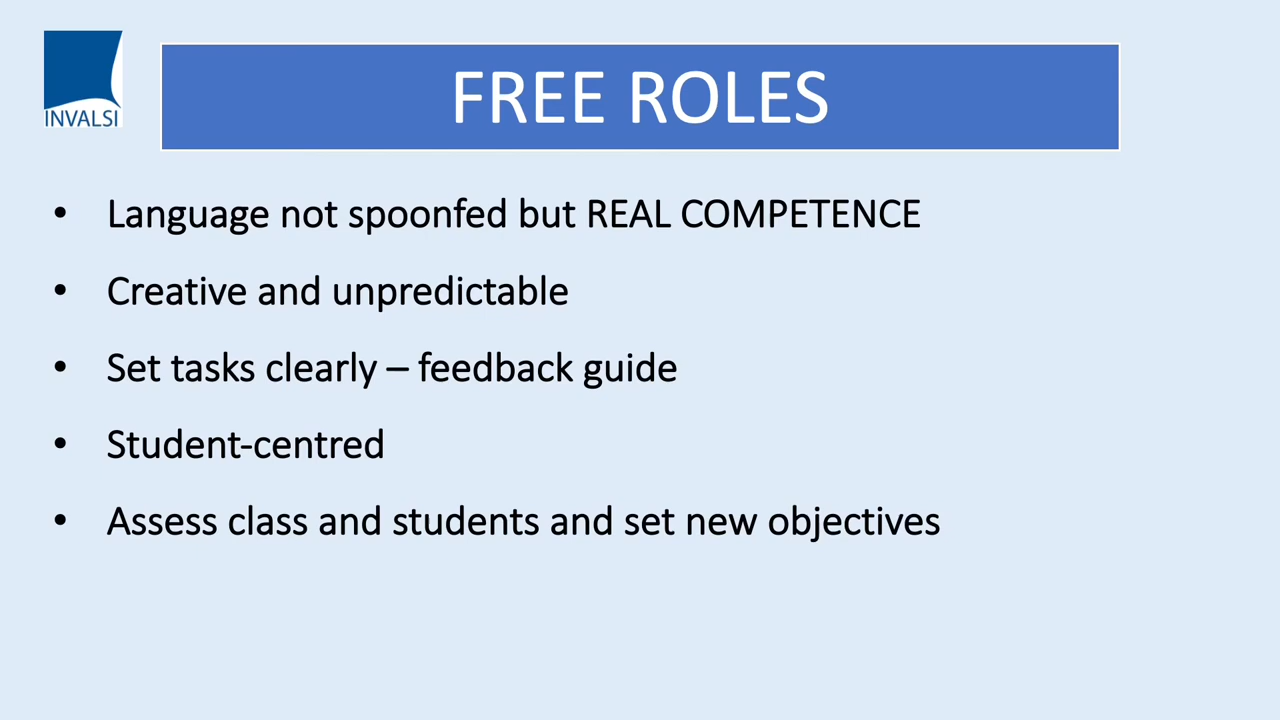 INVALSI
FREE ROLES
• Language not spoonfed but REAL COMPETENCE
• Creative and unpredictable
• Set tasks clearly – feedback guide
• Student-centred
• Assess class and students and set new objectives